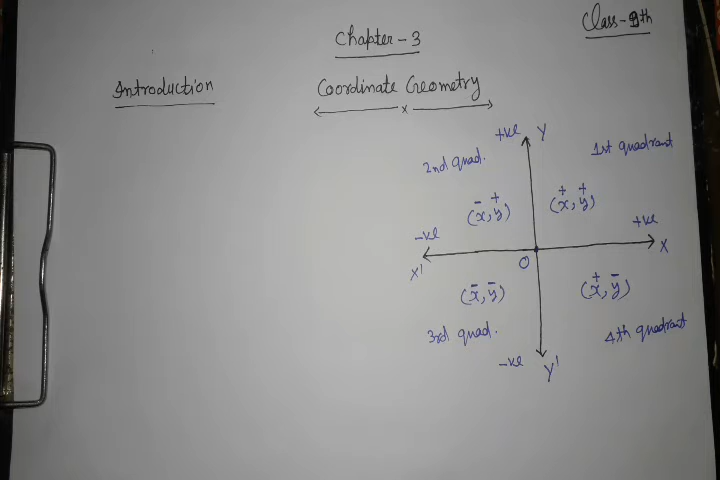 Class-9th
Chapter-3
Introduction
Coordinate Geometry
x
+ve Y
2nd quad.
1st quadrant
- +
(x, y)
+ +
(x, y)
-ve
+ve
X'
O
X
- -
(x, y)
+ -
(x, y)
3rd quad.
4th quadrant
-ve Y'